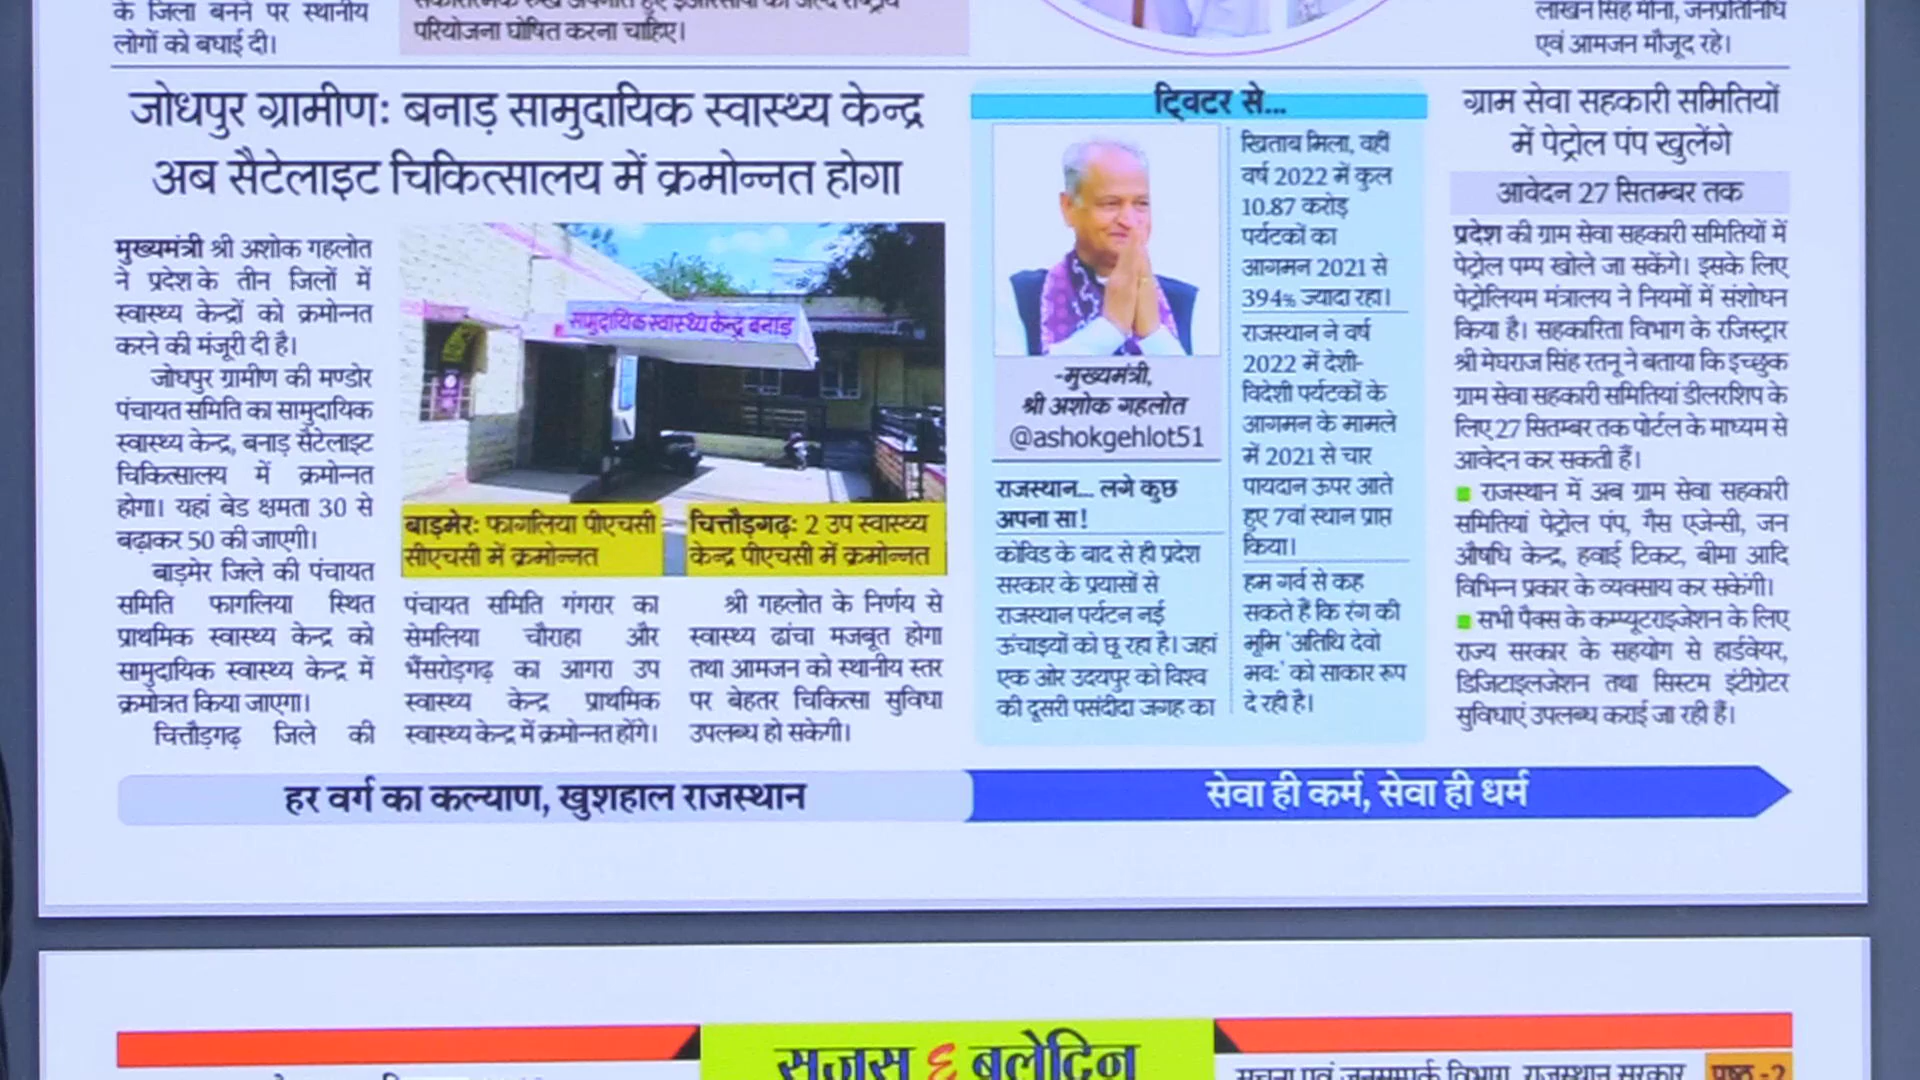 के जिला बनने पर स्थानीय
लोगों को बधाई दी।
परियोजना घोषित करना चाहिए।
लाखन सिंह मीना, जनप्रतिनिधि
एवं आमजन मौजूद रहे।
जोधपुर ग्रामीण: बनाड़ सामुदायिक स्वास्थ्य केन्द्र
अब सैटेलाइट चिकित्सालय में क्रमोन्नत होगा
मुख्यमंत्री श्री अशोक गहलोत
ने प्रदेश के तीन जिलों में
स्वास्थ्य केन्द्रों को क्रमोन्नत
करने की मंजूरी दी है।
जोधपुर ग्रामीण की मण्डोर
पंचायत समिति का सामुदायिक
स्वास्थ्य केन्द्र, बनाड़ सैटेलाइट
चिकित्सालय में क्रमोन्नत
होगा। यहां बेड क्षमता 30 से
बढ़ाकर 50 की जाएगी।
बाड़मेर जिले की पंचायत
समिति फागलिया स्थित
प्राथमिक स्वास्थ्य केन्द्र को
सामुदायिक स्वास्थ्य केन्द्र में
क्रमोन्नत किया जाएगा।
चित्तौड़गढ़ जिले की
सामुदायिक स्वास्थ्य केन्द्र बनाड़
बाड़मेर: फागलिया पीएचसी
सीएचसी में क्रमोन्नत
चित्तौड़गढ़: 2 उप स्वास्थ्य
केन्द्र पीएचसी में क्रमोन्नत
पंचायत समिति गंगरार का
सेमलिया चौराहा और
भैंसरोड़गढ़ का आगरा उप
स्वास्थ्य केन्द्र प्राथमिक
स्वास्थ्य केन्द्र में क्रमोन्नत होंगे।
श्री गहलोत के निर्णय से
स्वास्थ्य ढांचा मजबूत होगा
तथा आमजन को स्थानीय स्तर
पर बेहतर चिकित्सा सुविधा
उपलब्ध हो सकेगी।
ट्विटर से...
-मुख्यमंत्री,
श्री अशोक गहलोत
@ashokgehlot51
राजस्थान... लगे कुछ
अपना सा!
कोविड के बाद से ही प्रदेश
सरकार के प्रयासों से
राजस्थान पर्यटन नई
ऊंचाइयों को छू रहा है। जहां
एक ओर उदयपुर को विश्व
की दूसरी पसंदीदा जगह का
खिताब मिला, वहीं
वर्ष 2022 में कुल
10.87 करोड़
पर्यटकों का
आगमन 2021 से
394% ज्यादा रहा।
राजस्थान ने वर्ष
2022 में देशी-
विदेशी पर्यटकों के
आगमन के मामले
में 2021 से चार
पायदान ऊपर आते
हुए 7वां स्थान प्राप्त
किया।
हम गर्व से कह
सकते हैं कि रंग की
भूमि 'अतिथि देवो
भव:' को साकार रूप
दे रही है।
ग्राम सेवा सहकारी समितियों
में पेट्रोल पंप खुलेंगे
आवेदन 27 सितम्बर तक
प्रदेश की ग्राम सेवा सहकारी समितियों में
पेट्रोल पम्प खोले जा सकेंगे। इसके लिए
पेट्रोलियम मंत्रालय ने नियमों में संशोधन
किया है। सहकारिता विभाग के रजिस्ट्रार
श्री मेघराज सिंह रतनू ने बताया कि इच्छुक
ग्राम सेवा सहकारी समितियां डीलरशिप के
लिए 27 सितम्बर तक पोर्टल के माध्यम से
आवेदन कर सकती हैं।
राजस्थान में अब ग्राम सेवा सहकारी
समितियां पेट्रोल पंप, गैस एजेन्सी, जन
औषधि केन्द्र, हवाई टिकट, बीमा आदि
विभिन्न प्रकार के व्यवसाय कर सकेंगी।
सभी पैक्स के कम्प्यूटराइजेशन के लिए
राज्य सरकार के सहयोग से हार्डवेयर,
डिजिटाइलजेशन तथा सिस्टम इंटीग्रेटर
सुविधाएं उपलब्ध कराई जा रही हैं।
हर वर्ग का कल्याण, खुशहाल राजस्थान
सेवा ही कर्म, सेवा ही धर्म
सुजस ई बुलेटिन
सूचना एवं जनसम्पर्क विभाग, राजस्थान सरकार
पृष्ठ -2